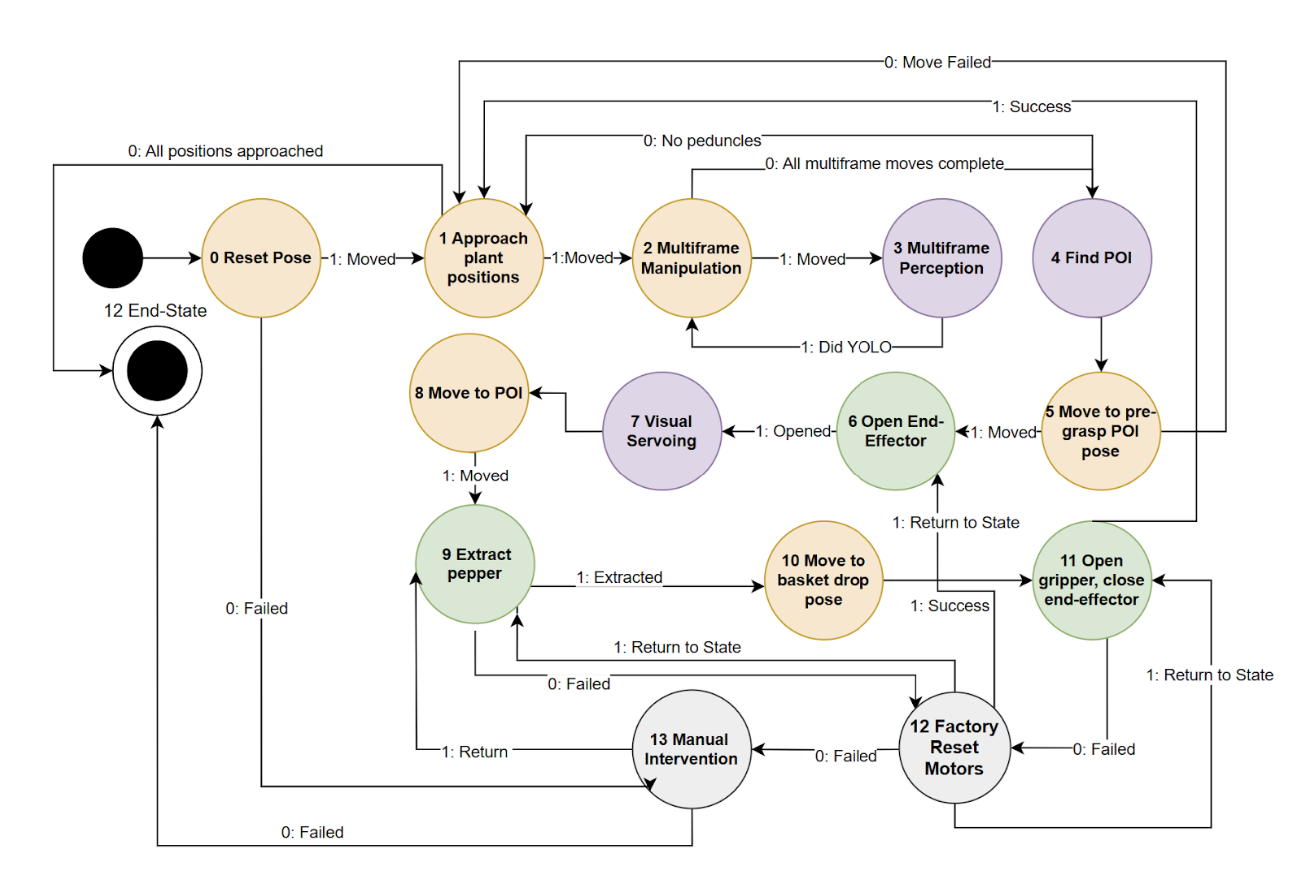 0: Move Failed
1: Success
0: No peduncles
0: All positions approached
0: All multiframe moves complete
0 Reset Pose
1: Moved
1 Approach
plant
positions
1:Moved
2 Multiframe
Manipulation
1: Moved
3 Multiframe
Perception
4 Find POI
12 End-State
1: Did YOLO
8 Move to POI
7 Visual
Servoing
1: Opened
6 Open End-
Effector
1: Moved
5 Move to pre-
grasp POI
pose
1: Moved
1: Return to State
9 Extract
pepper
1: Extracted
10 Move to
basket drop
pose
11 Open
gripper, close
end-effector
0: Failed
1: Success
1: Return to State
1: Return to State
0: Failed
1: Return
13 Manual
Intervention
0: Failed
12 Factory
Reset
Motors
0: Failed
0: Failed